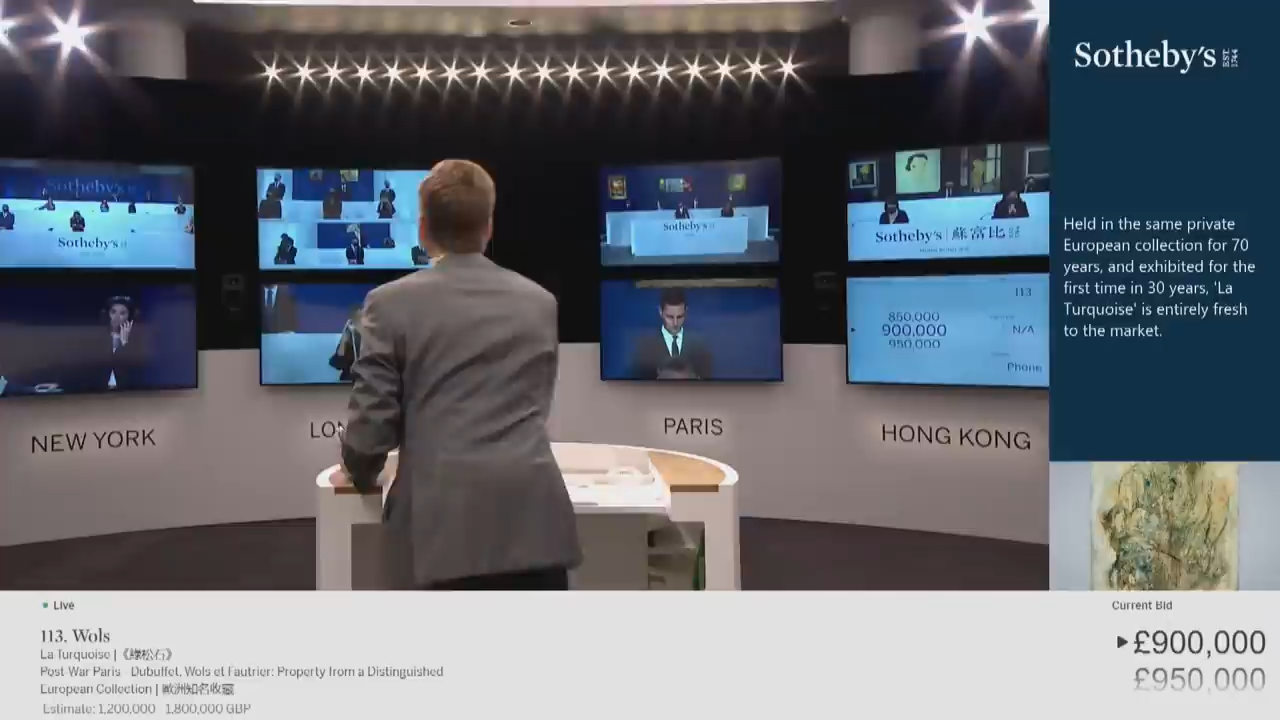 Sotheby's EST. 1744
Sotheby's
Sotheby's
Sotheby's
Sotheby's | 蘇富比
113
850,000
900,000
N/A
950,000
Phone
NEW YORK
LON
PARIS
HONG KONG
Held in the same private
European collection for 70
years, and exhibited for the
first time in 30 years, 'La
Turquoise' is entirely fresh
to the market.
Live
113. Wols
La Turquoise | 《綠松石》
Post-War Paris - Dubuffet, Wols et Fautrier: Property from a Distinguished
European Collection | 歐洲知名收藏
Estimate: 1,200,000 - 1,800,000 GBP
Current Bid
£900,000
£950,000